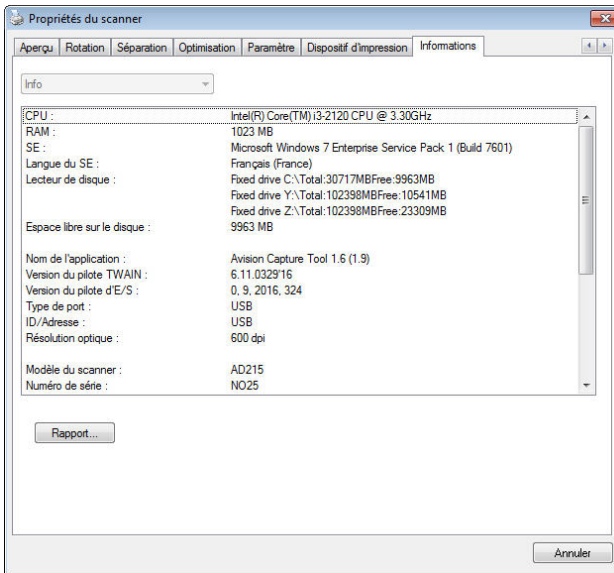 Propriétés du scanner
Aperçu Rotation Séparation Optimisation Paramètre Dispositif d'impression Informations
Info
CPU : Intel(R) Core(TM) i3-2120 CPU @ 3.30GHz
RAM : 1023 MB
SE : Microsoft Windows 7 Enterprise Service Pack 1 (Build 7601)
Langue du SE : Français (France)
Lecteur de disque : Fixed drive C:\Total:30717MBFree:9963MB
Fixed drive Y:\Total:102398MBFree:10541MB
Fixed drive Z:\Total:102398MBFree:23309MB
Espace libre sur le disque : 9963 MB
Nom de l'application : Avision Capture Tool 1.6 (1.9)
Version du pilote TWAIN : 6.11.0329'16
Version du pilote d'E/S : 0, 9, 2016, 324
Type de port : USB
ID/Adresse : USB
Résolution optique : 600 dpi
Modèle du scanner : AD215
Numéro de série : NO25
Rapport...
Annuler